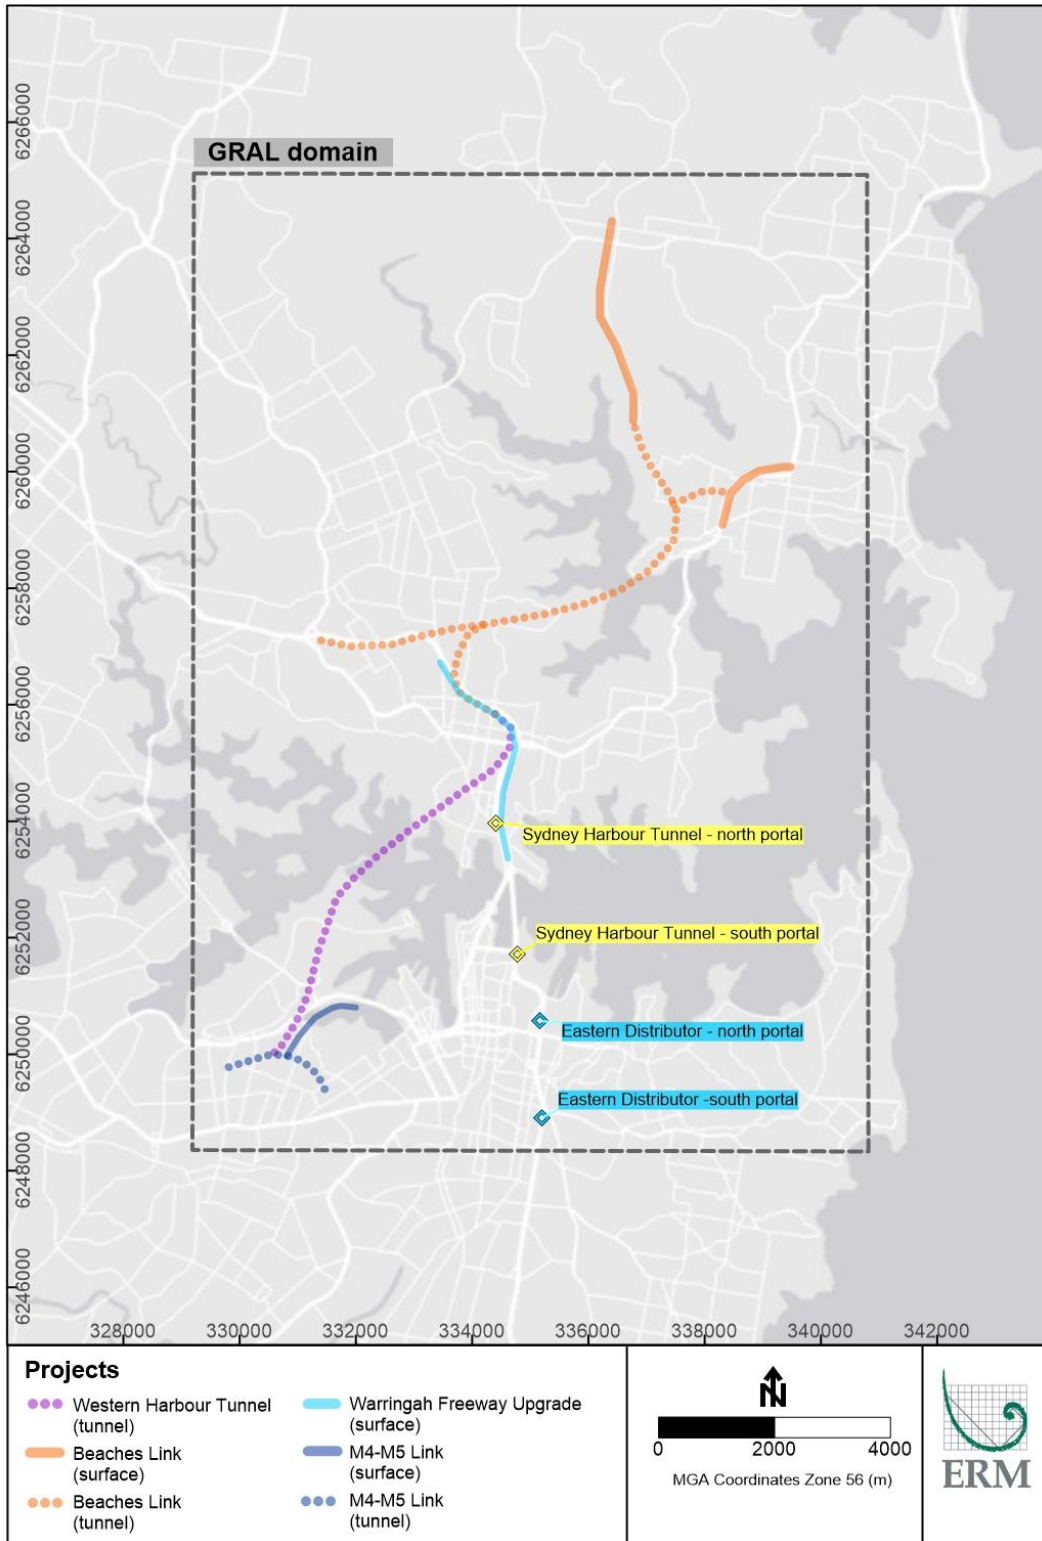 6266000
GRAL domain
6264000
6262000
6260000
6258000
6256000
6254000
Sydney Harbour Tunnel - north portal
6252000
Sydney Harbour Tunnel - south portal
6250000
Eastern Distributor - north portal
Eastern Distributor -south portal
6248000
6246000
328000 330000 332000 334000 336000 338000 340000 342000
Projects
Western Harbour Tunnel
(tunnel)
Beaches Link
(surface)
Beaches Link
(tunnel)
Warringah Freeway Upgrade
(surface)
M4-M5 Link
(surface)
M4-M5 Link
(tunnel)
N
0 2000 4000
MGA Coordinates Zone 56 (m)
ERM